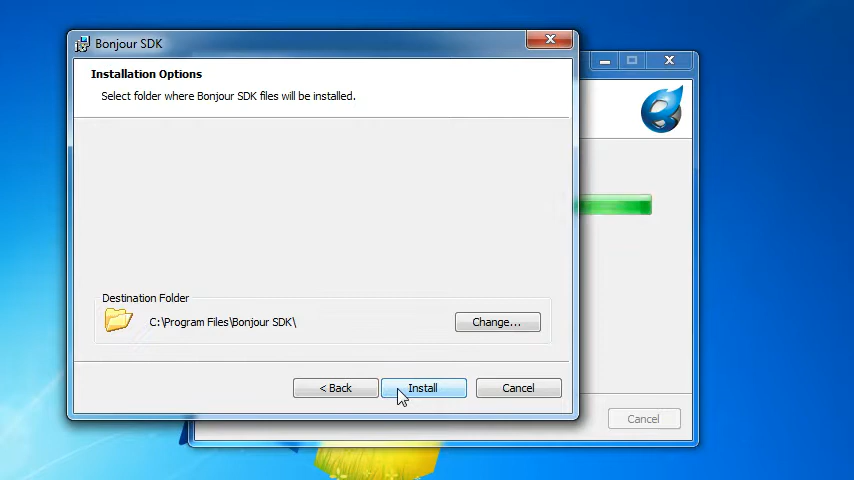 Bonjour SDK
Installation Options
Select folder where Bonjour SDK files will be installed.
Destination Folder
C:\Program Files\Bonjour SDK\
Change...
< Back
Install
Cancel
Cancel